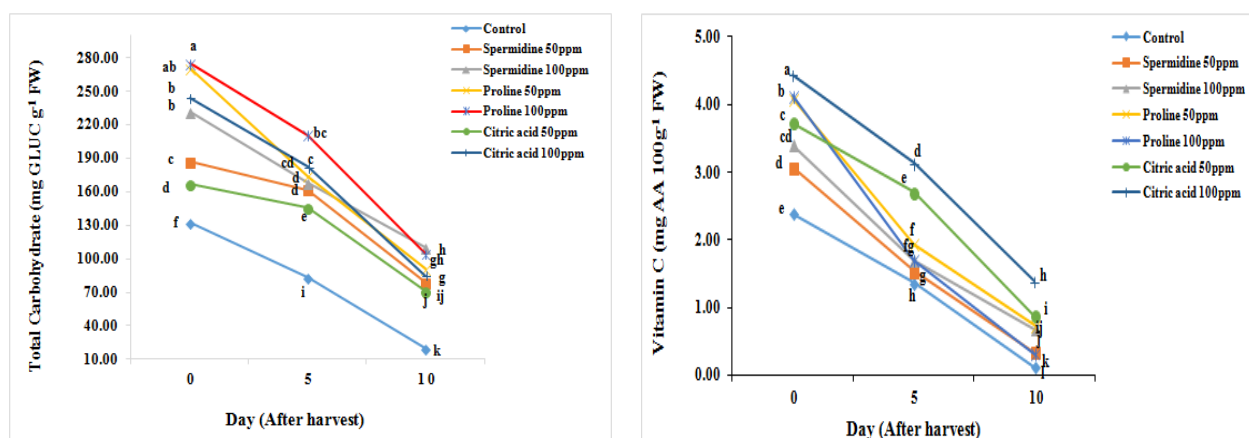 Total Carbohydrate (mg GLUC g-1 FW)
280.00
250.00
220.00
190.00
160.00
130.00
100.00
70.00
40.00
10.00
a
ab
b
b
c
d
f
bc
c
cd
d
d
e
i
h
gh
g
ij
j
k
0 5 10
Day (After harvest)
Control
Spermidine 50ppm
Spermidine 100ppm
Proline 50ppm
Proline 100ppm
Citric acid 50ppm
Citric acid 100ppm
Vitamin C (mg AA 100g1 FW)
5.00
4.00
3.00
2.00
1.00
0.00
a
b
c
cd
d
e
d
e
f
fg
g
h
h
i
ij
k
0 5 10
Day (After harvest)
Control
Spermidine 50ppm
Spermidine 100ppm
Proline 50ppm
Proline 100ppm
Citric acid 50ppm
Citric acid 100ppm